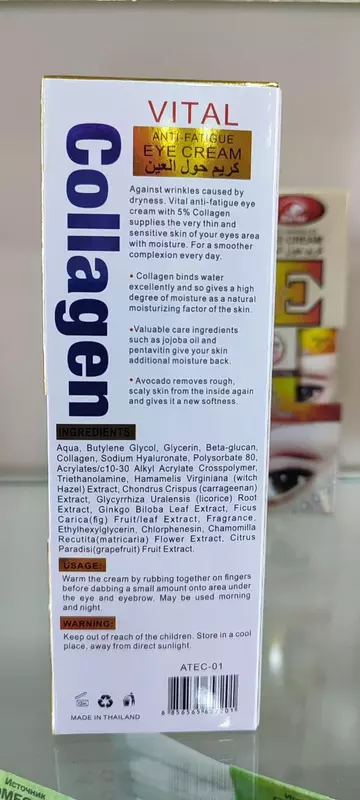 Collagen
VITAL
ANTI-FATIGUE
EYE CREAM
كريم حول العين
Against wrinkles caused by
dryness. Vital anti-fatigue eye
cream with 5% Collagen
supplies the very thin and
sensitive skin of your eyes area
with moisture. For a smoother
complexion every day.
• Collagen binds water
excellently and so gives a high
degree of moisture as a natural
moisturizing factor of the skin.
•Valuable care ingredients
such as jojoba oil and
pentavitin give your skin
additional moisture back.
• Avocado removes rough,
scaly skin from the inside again
and gives it a new softness.
INGREDIENTS:
Aqua, Butylene Glycol, Glycerin, Beta-glucan,
Collagen, Sodium Hyaluronate, Polysorbate 80,
Acrylates/c10-30 Alkyl Acrylate Crosspolymer,
Triethanolamine, Hamamelis Virginiana (witch
Hazel) Extract, Chondrus Crispus (carrageenan)
Extract, Glycyrrhiza Uralensis (licorice) Root
Extract, Ginkgo Biloba Leaf Extract, Ficus
Carica(fig) Fruit/leaf Extract, Fragrance,
Ethylhexylglycerin, Chlorphenesin, Chamomilla
Recutita(matricaria) Flower Extract, Citrus
Paradisi(grapefruit) Fruit Extract.
USAGE:
Warm the cream by rubbing together on fingers
before dabbing a small amount onto area under
the eye and eyebrow. May be used morning
and night.
WARNING:
Keep out of reach of the children. Store in a cool
place, away from direct sunlight.
ATEC-01
MADE IN THAILAND
E
CREAM
Источник